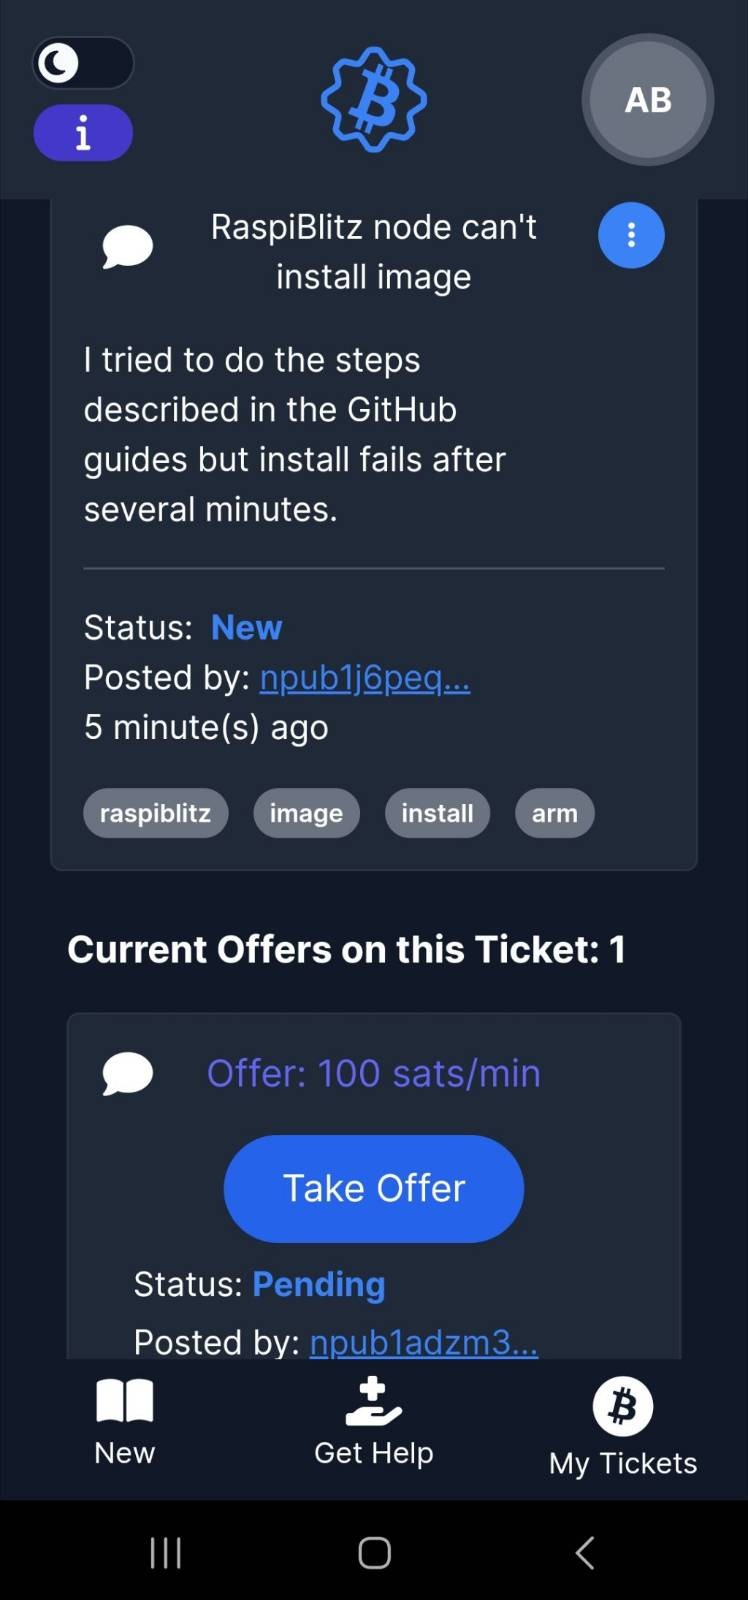 i
AB
RaspiBlitz node can't
install image
I tried to do the steps
described in the GitHub
guides but install fails after
several minutes.
Status: New
Posted by: npub1j6peq...
5 minute(s) ago
raspiblitz image install arm
Current Offers on this Ticket: 1
Offer: 100 sats/min
Take Offer
Status: Pending
Posted by: npub1adzm3...
New Get Help My Tickets